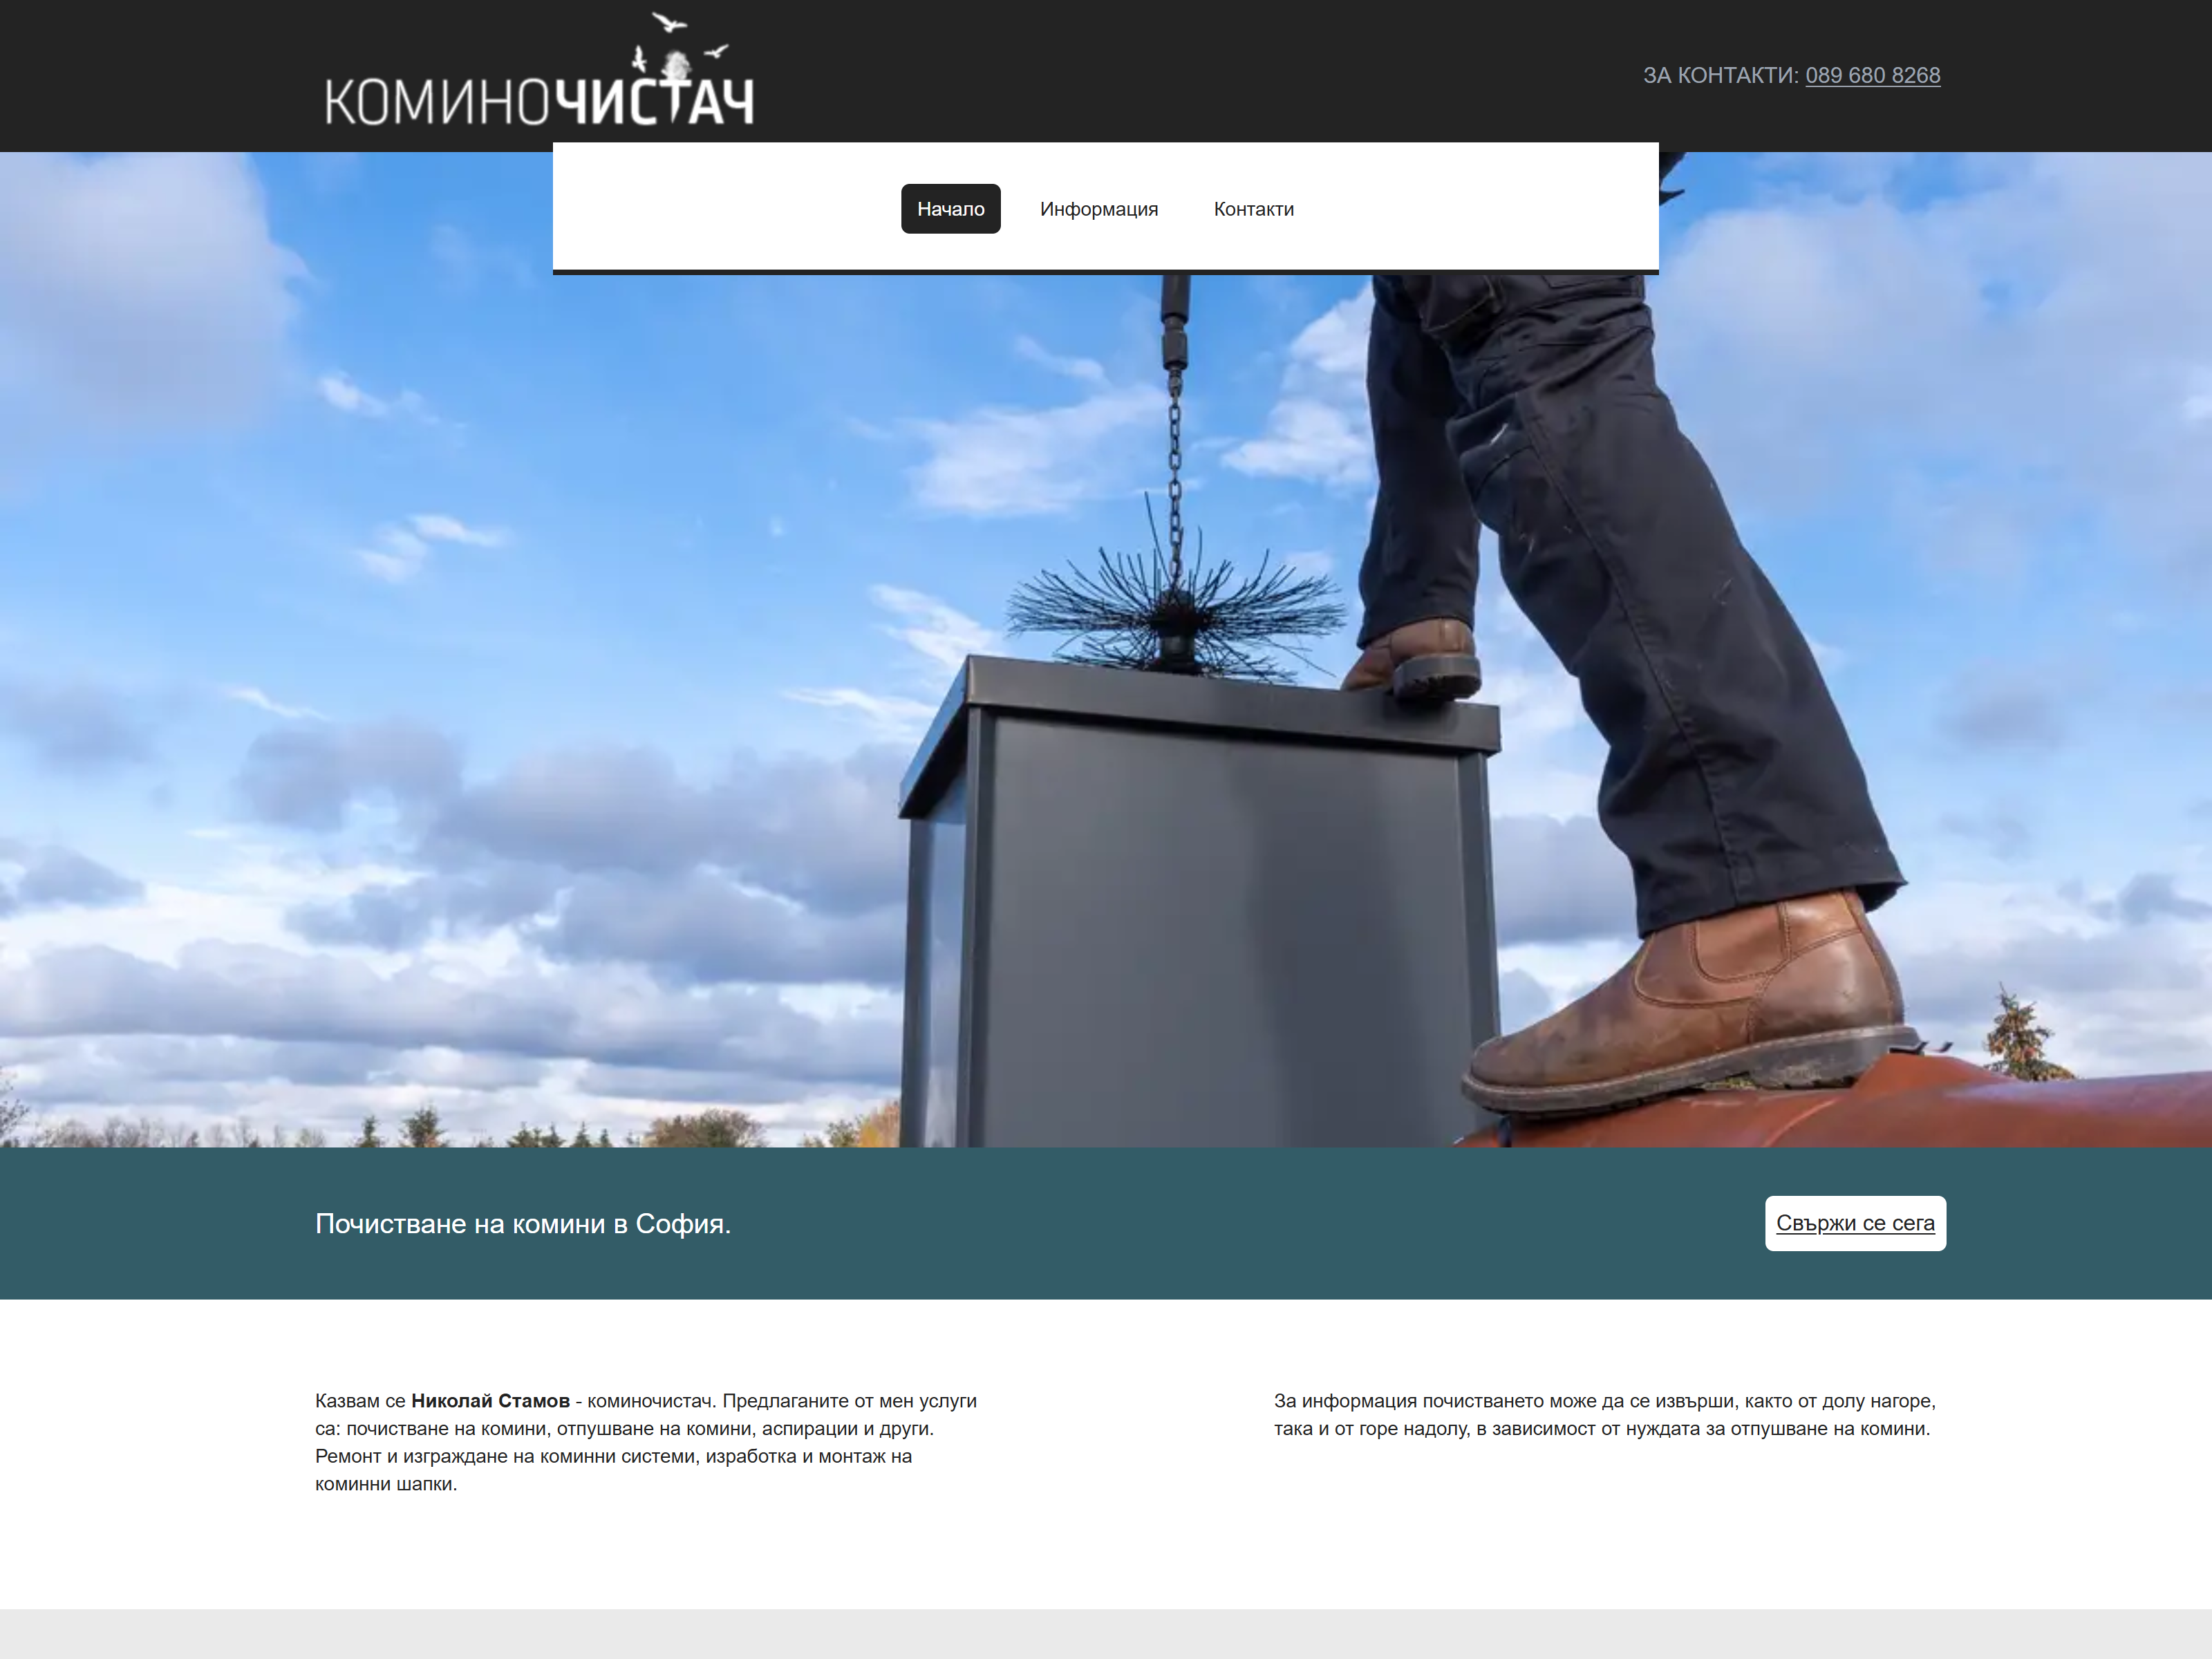 КОМИНОЧИСТАЧ
ЗА КОНТАКТИ: 089 680 8268
Начало
Информация
Контакти
Почистване на комини в София.
Свържи се сега
Казвам се Николай Стамов - коминочистач. Предлаганите от мен услуги
са: почистване на комини, отпушване на комини, аспирации и други.
Ремонт и изграждане на коминни системи, изработка и монтаж на
коминни шапки.
За информация почистването може да се извърши, както от долу нагоре,
така и от горе надолу, в зависимост от нуждата за отпушване на комини.